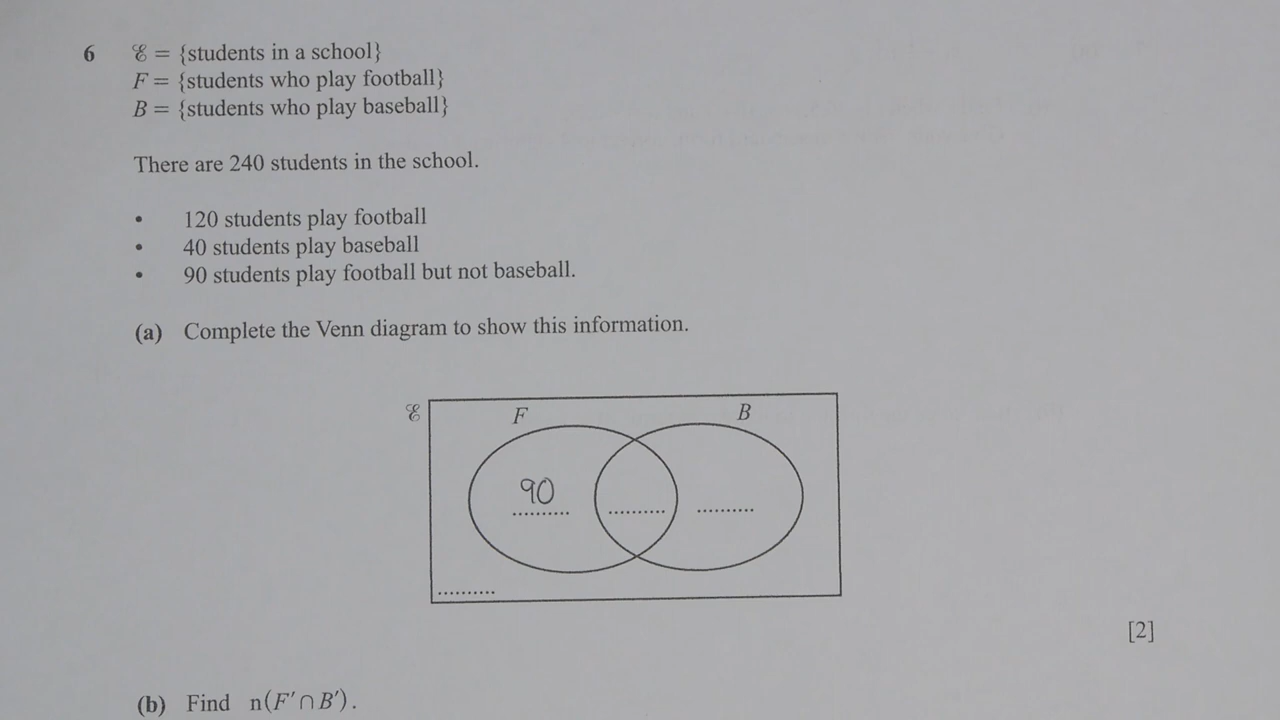 6 ℰ = {students in a school}
F = {students who play football}
B = {students who play baseball}
There are 240 students in the school.
• 120 students play football
• 40 students play baseball
• 90 students play football but not baseball.
(a) Complete the Venn diagram to show this information.
ℰ F B
90 .......... .......... ..........
..........
[2]
(b) Find n(F′∩B′).